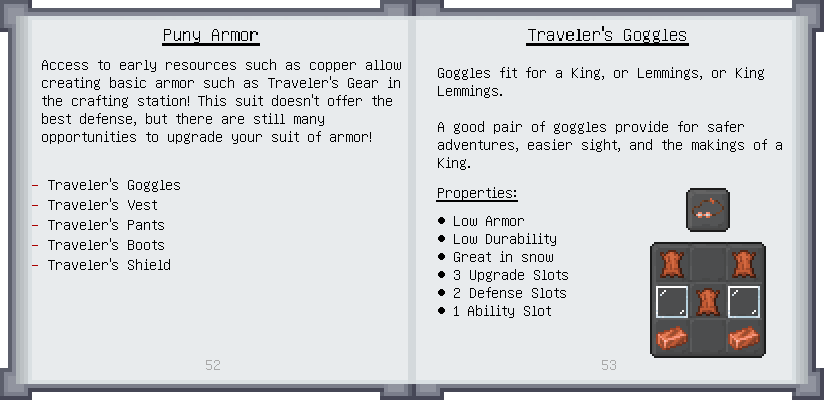 Puny Armor
Access to early resources such as copper allow
creating basic armor such as Traveler's Gear in
the crafting station! This suit doesn't offer the
best defense, but there are still many
opportunities to upgrade your suit of armor!
- Traveler's Goggles
- Traveler's Vest
- Traveler's Pants
- Traveler's Boots
- Traveler's Shield
52
Traveler's Goggles
Goggles fit for a King, or Lemmings, or King
Lemmings.
A good pair of goggles provide for safer
adventures, easier sight, and the makings of a
King.
Properties:
● Low Armor
● Low Durability
● Great in snow
● 3 Upgrade Slots
● 2 Defense Slots
● 1 Ability Slot
53